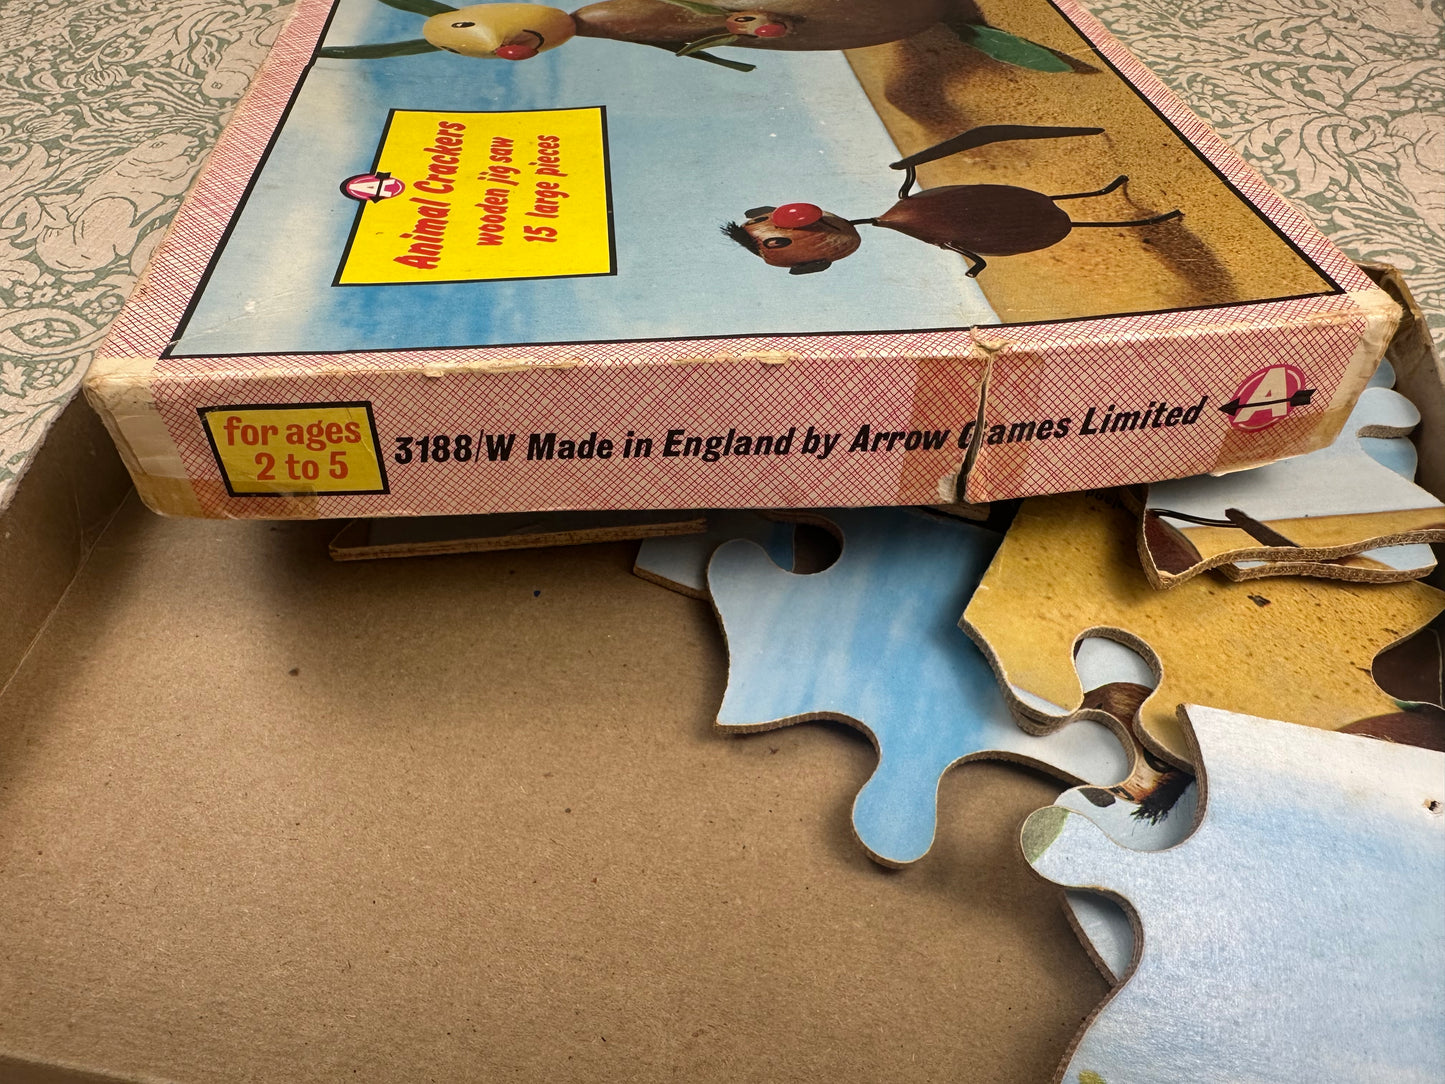 Animal Crackers
wooden jig saw
15 large pieces
A
for ages
2 to 5
3188/W Made in England by Arrow Games Limited
A